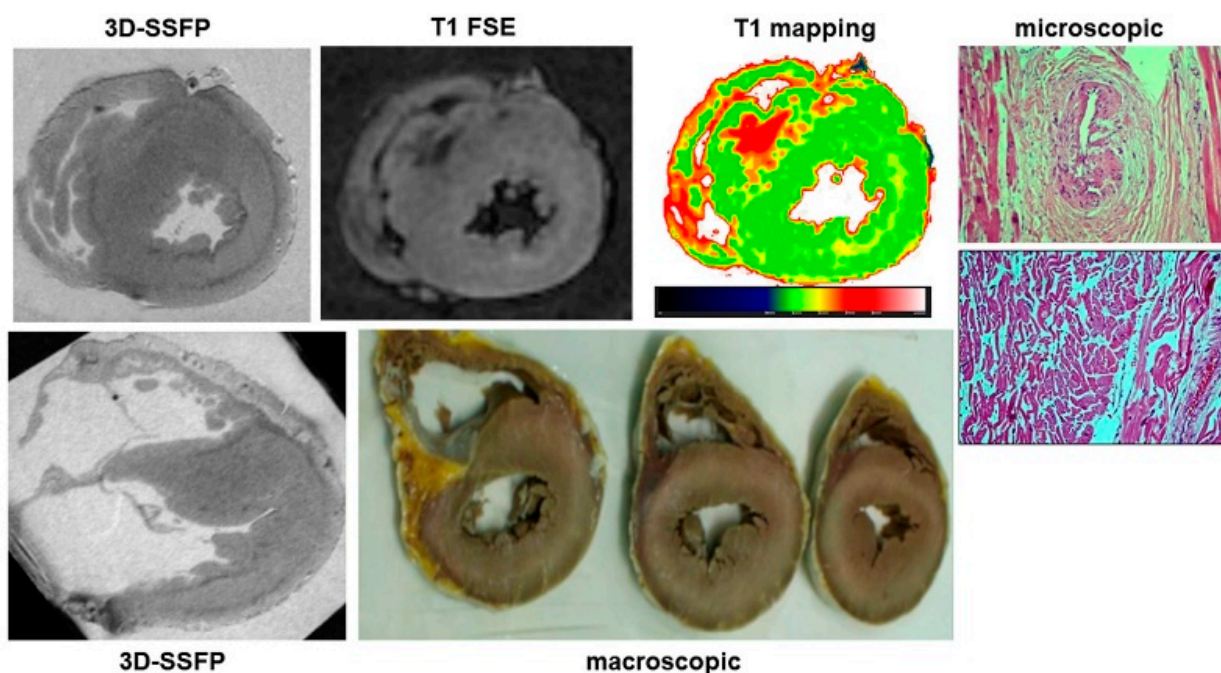 3D-SSFP
T1 FSE
T1 mapping
microscopic
3D-SSFP
macroscopic